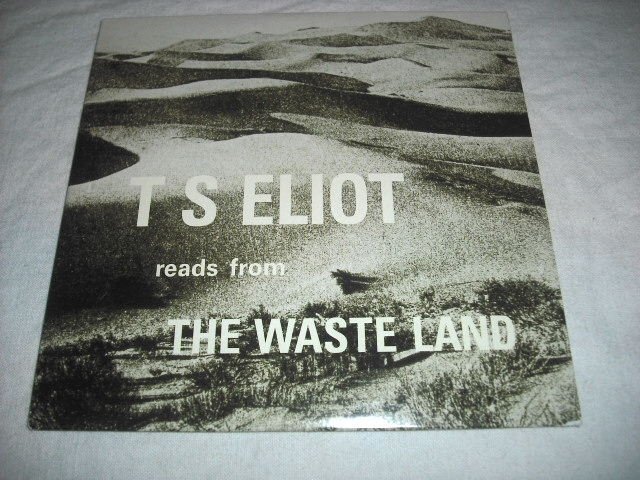 T S ELIOT
reads from
THE WASTE LAND